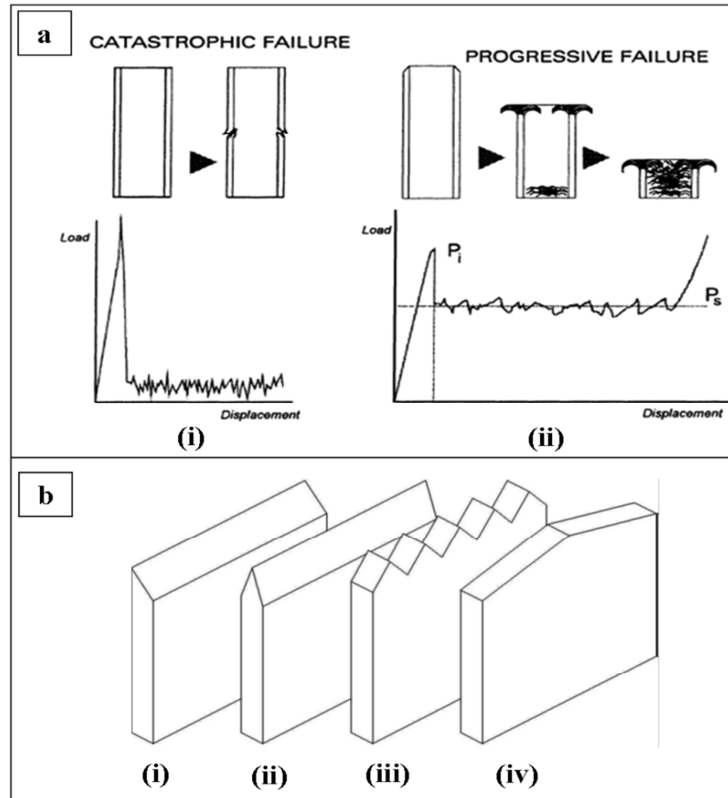 a
CATASTROPHIC FAILURE
PROGRESSIVE FAILURE
Load
Displacement
(i)
Load
Pi
Ps
Displacement
(ii)
b
(i)
(ii)
(iii)
(iv)